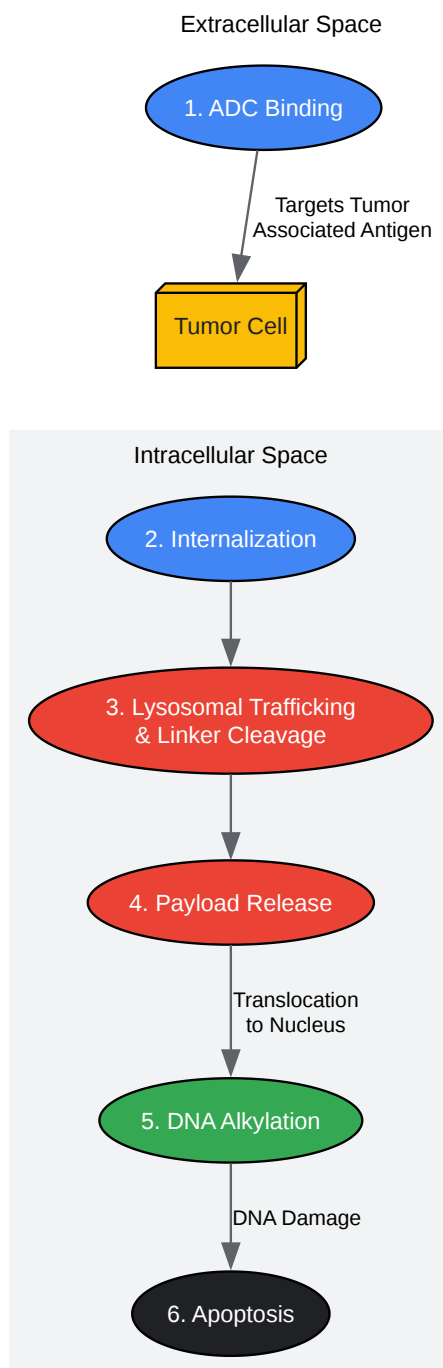 Extracellular Space
1. ADC Binding
Targets Tumor
Associated Antigen
Tumor Cell
Intracellular Space
2. Internalization
3. Lysosomal Trafficking
& Linker Cleavage
4. Payload Release
Translocation
to Nucleus
5. DNA Alkylation
DNA Damage
6. Apoptosis